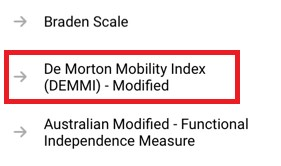 Braden Scale
De Morton Mobility Index
(DEMMI) - Modified
Australian Modified - Functional
Independence Measure